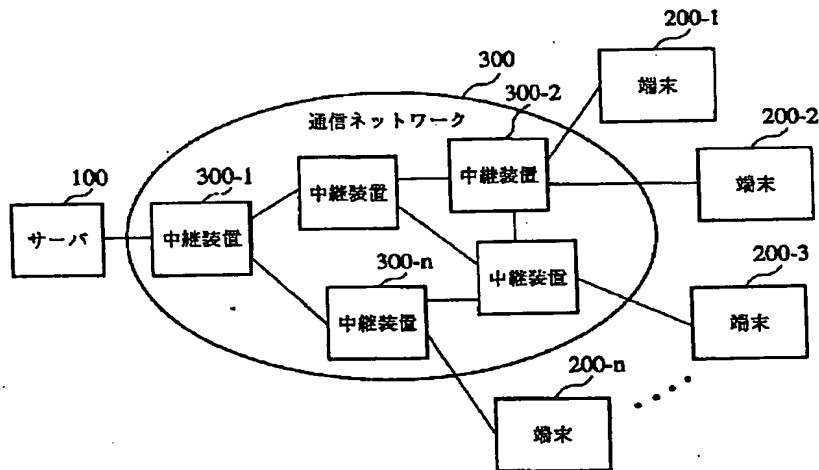 200-1
端末
300
300-2
通信ネットワーク
200-2
端末
中継装置
中継装置
100
300-1
サーバ
中継装置
300-n
200-3
中継装置
中継装置
端末
200-n
端末